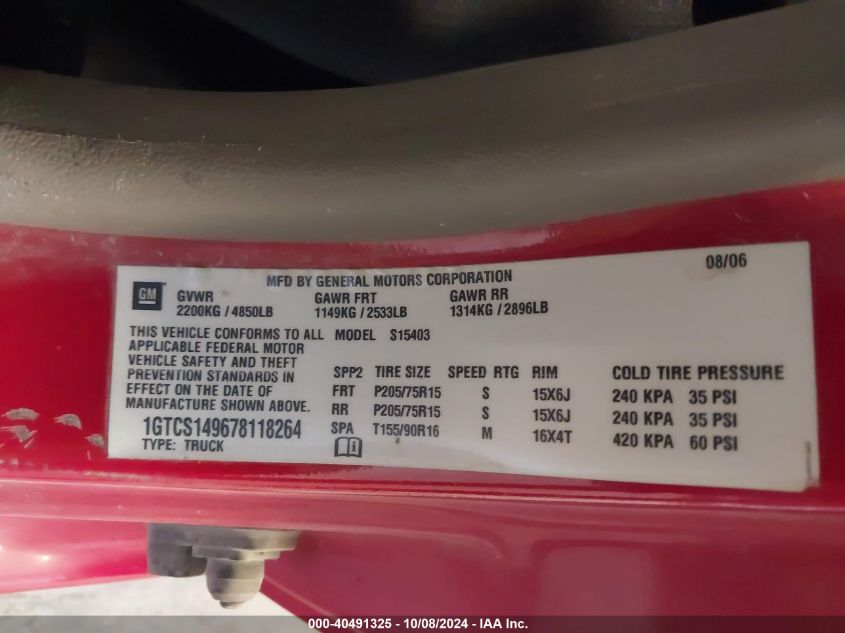 08/06
MFD BY GENERAL MOTORS CORPORATION
GM
GVWR GAWR FRT GAWR RR
2200KG / 4850LB 1149KG / 2533LB 1314KG / 2896LB
THIS VEHICLE CONFORMS TO ALL MODEL S15403
APPLICABLE FEDERAL MOTOR
VEHICLE SAFETY AND THEFT
PREVENTION STANDARDS IN
EFFECT ON THE DATE OF
MANUFACTURE SHOWN ABOVE.
1GTCS149678118264
TYPE: TRUCK
SPP2 TIRE SIZE SPEED RTG RIM COLD TIRE PRESSURE
FRT P205/75R15 S 15X6J 240 KPA 35 PSI
RR P205/75R15 S 15X6J 240 KPA 35 PSI
SPA T155/90R16 M 16X4T 420 KPA 60 PSI
000-40491325 - 10/08/2024 - IAA Inc.